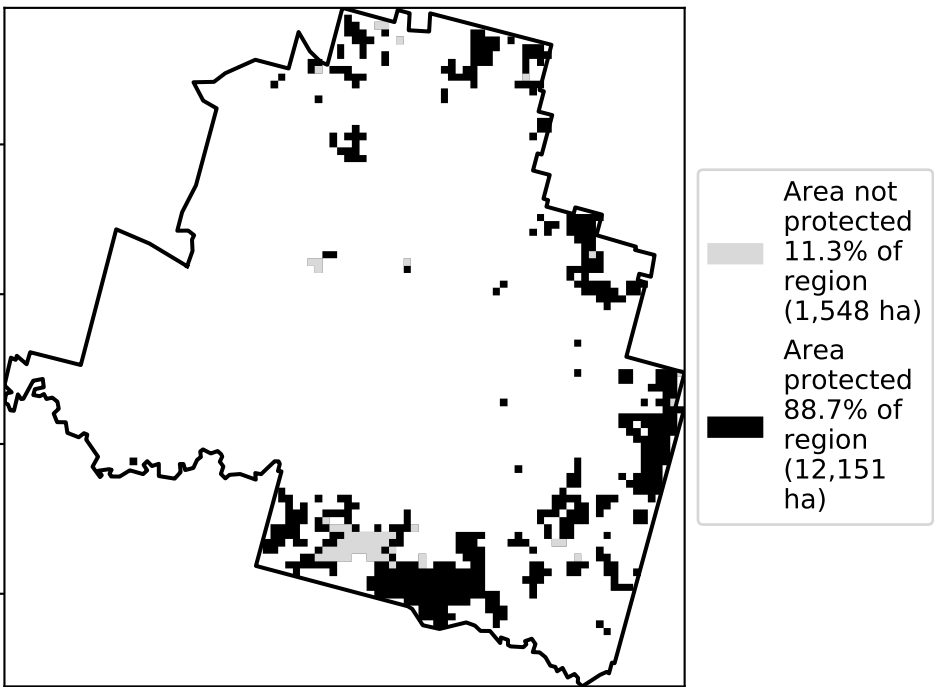 Area not
protected
11.3% of
region
(1,548 ha)
Area
protected
88.7% of
region
(12,151
ha)